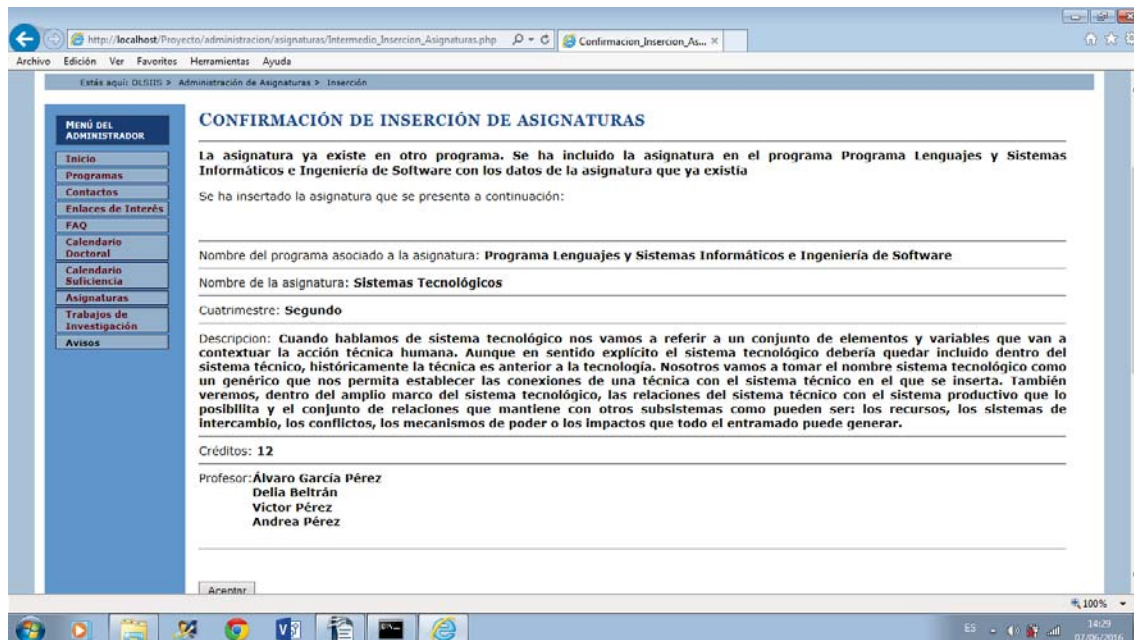 http://localhost/Proyecto/administracion/asignaturas/Intermedio_Insercion_Asignaturas.php
Confirmacion_Insercion_As...
Archivo Edición Ver Favoritos Herramientas Ayuda
Estás aquí: DLSIIS > Administración de Asignaturas > Inserción
MENÚ DEL
ADMINISTRADOR
Inicio
Programas
Contactos
Enlaces de Interés
FAQ
Calendario
Doctoral
Calendario
Suficiencia
Asignaturas
Trabajos de
Investigación
Avisos
CONFIRMACIÓN DE INSERCIÓN DE ASIGNATURAS
La asignatura ya existe en otro programa. Se ha incluido la asignatura en el programa Programa Lenguajes y Sistemas
Informáticos e Ingeniería de Software con los datos de la asignatura que ya existía
Se ha insertado la asignatura que se presenta a continuación:
Nombre del programa asociado a la asignatura: Programa Lenguajes y Sistemas Informáticos e Ingeniería de Software
Nombre de la asignatura: Sistemas Tecnológicos
Cuatrimestre: Segundo
Descripcion: Cuando hablamos de sistema tecnológico nos vamos a referir a un conjunto de elementos y variables que van a
contextuar la acción técnica humana. Aunque en sentido explícito el sistema tecnológico debería quedar incluido dentro del
sistema técnico, históricamente la técnica es anterior a la tecnología. Nosotros vamos a tomar el nombre sistema tecnológico como
un genérico que nos permita establecer las conexiones de una técnica con el sistema técnico en el que se inserta. También
veremos, dentro del amplio marco del sistema tecnológico, las relaciones del sistema técnico con el sistema productivo que lo
posibilita y el conjunto de relaciones que mantiene con otros subsistemas como pueden ser: los recursos, los sistemas de
intercambio, los conflictos, los mecanismos de poder o los impactos que todo el entramado puede generar.
Créditos: 12
Profesor:Álvaro García Pérez
Delia Beltrán
Victor Pérez
Andrea Pérez
Aceptar
100%
ES
14:29
07/06/2016